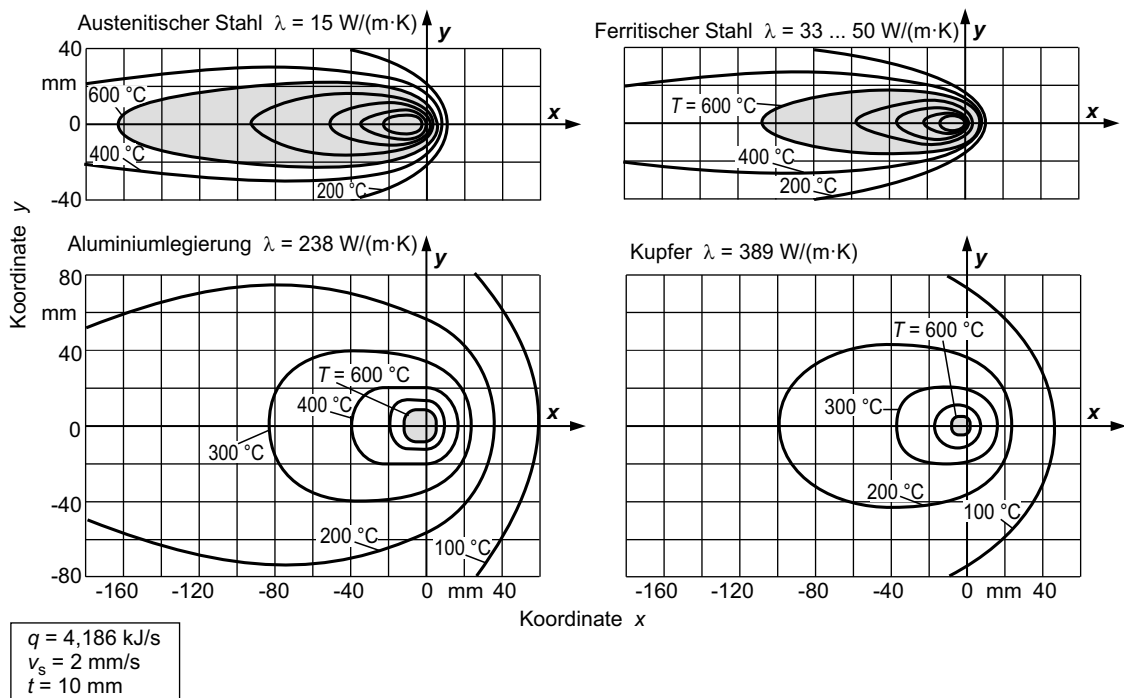 Austenitischer Stahl λ = 15 W/(m·K)
y
40
mm
0
-40
600 °C
400 °C
200 °C
x
Ferritischer Stahl λ = 33 ... 50 W/(m·K)
y
T = 600 °C
400 °C
200 °C
x
Koordinate y
Aluminiumlegierung λ = 238 W/(m·K)
y
80
mm
40
0
-40
-80
T = 600 °C
400 °C
300 °C
200 °C
100 °C
x
-160 -120 -80 -40 0 mm 40
Kupfer λ = 389 W/(m·K)
y
T = 600 °C
300 °C
200 °C
100 °C
x
-160 -120 -80 -40 0 mm 40
Koordinate x
q = 4,186 kJ/s
vs = 2 mm/s
t = 10 mm